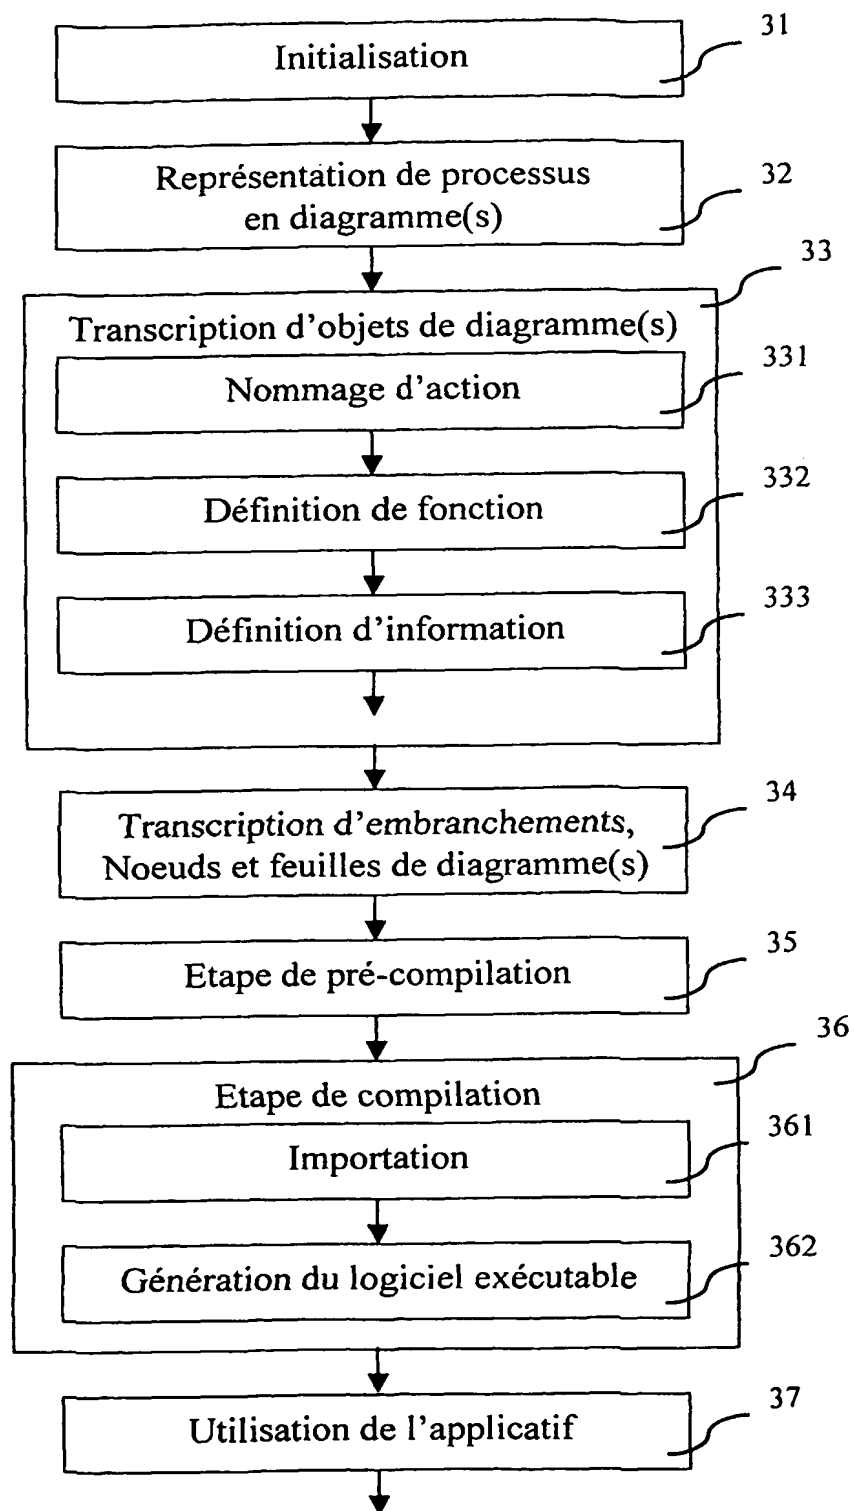 31
Initialisation
32
Représentation de processus
en diagramme(s)
33
Transcription d'objets de diagramme(s)
331
Nommage d'action
332
Définition de fonction
333
Définition d'information
34
Transcription d'embranchements,
Noeuds et feuilles de diagramme(s)
35
Etape de pré-compilation
36
Etape de compilation
361
Importation
362
Génération du logiciel exécutable
37
Utilisation de l'applicatif